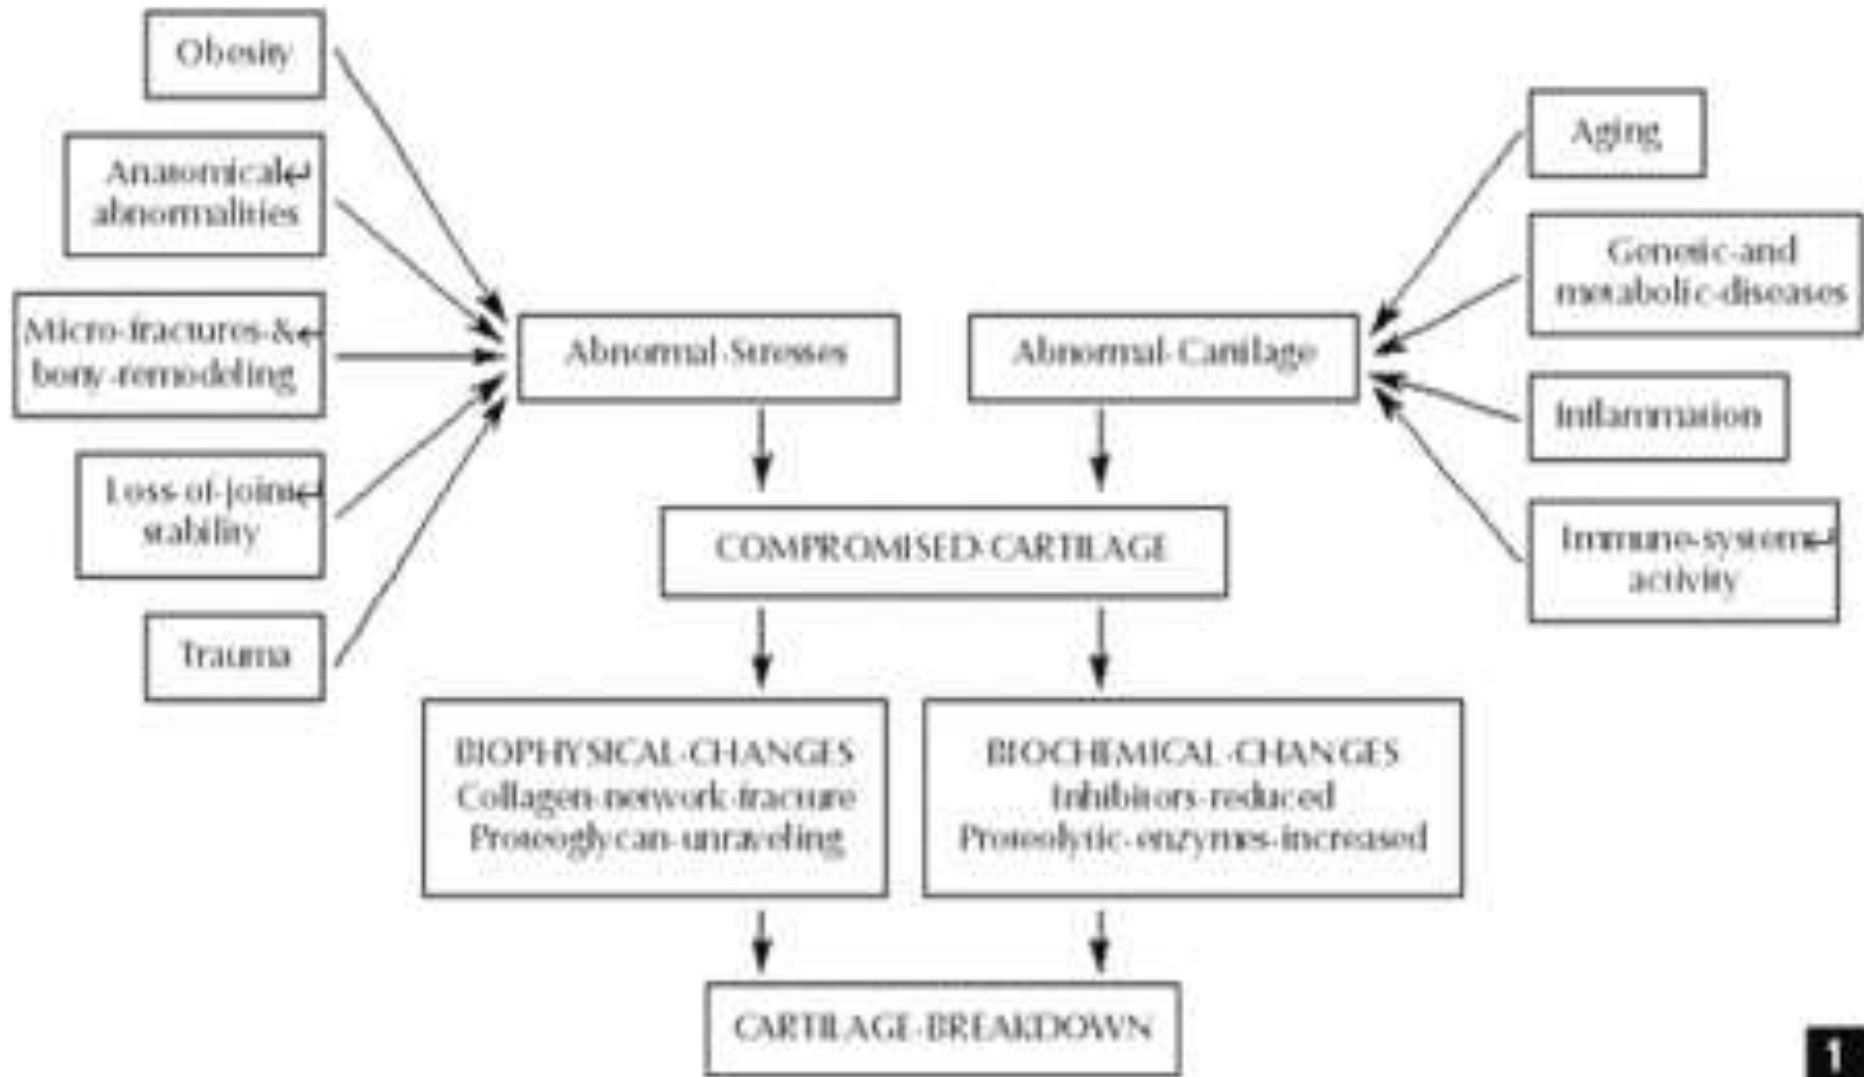 Obesity
Anatomical↵
abnormalities
Micro-fractures-&↵
bony-remodeling
Loss-of-joint↵
stability
Trauma
Abnormal-Stresses
Abnormal-Cartilage
Aging
Genetic-and
metabolic-diseases
Inflammation
Immune-system↵
activity
COMPROMISED-CARTILAGE
BIOPHYSICAL-CHANGES
Collagen-network-fracture
Proteoglycan-unraveling
BIOCHEMICAL-CHANGES
Inhibitors-reduced
Proteolytic-enzymes-increased
CARTILAGE-BREAKDOWN
1